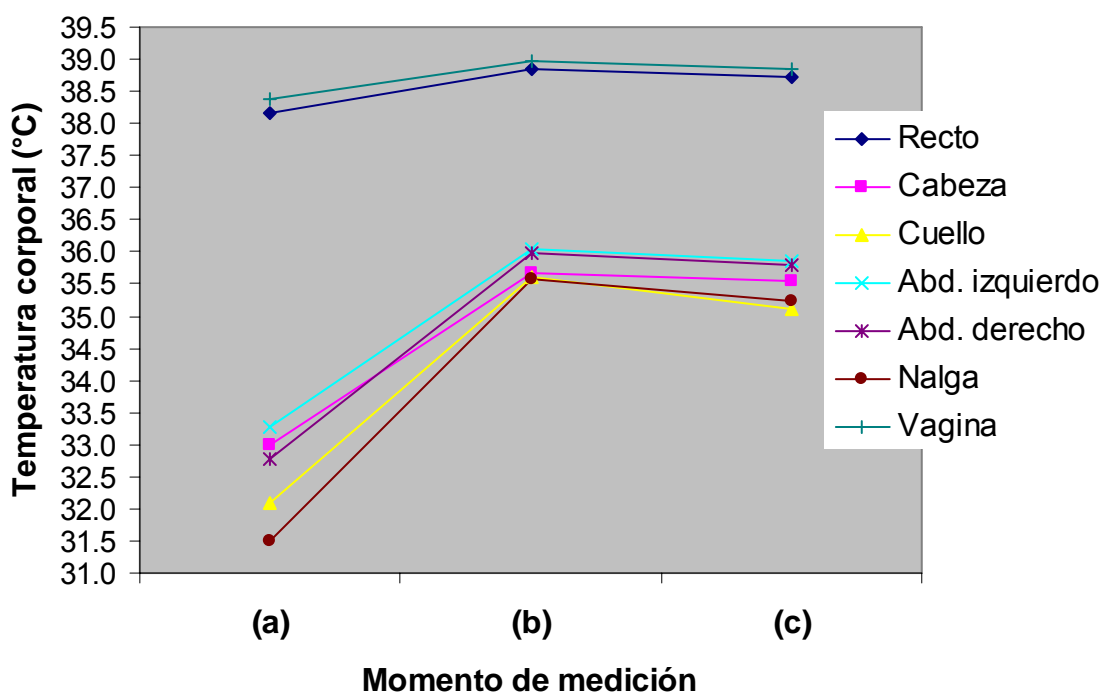 Temperatura corporal (°C)
39.5
39.0
38.5
38.0
37.5
37.0
36.5
36.0
35.5
35.0
34.5
34.0
33.5
33.0
32.5
32.0
31.5
31.0
Recto
Cabeza
Cuello
Abd. izquierdo
Abd. derecho
Nalga
Vagina
(a) (b) (c)
Momento de medición